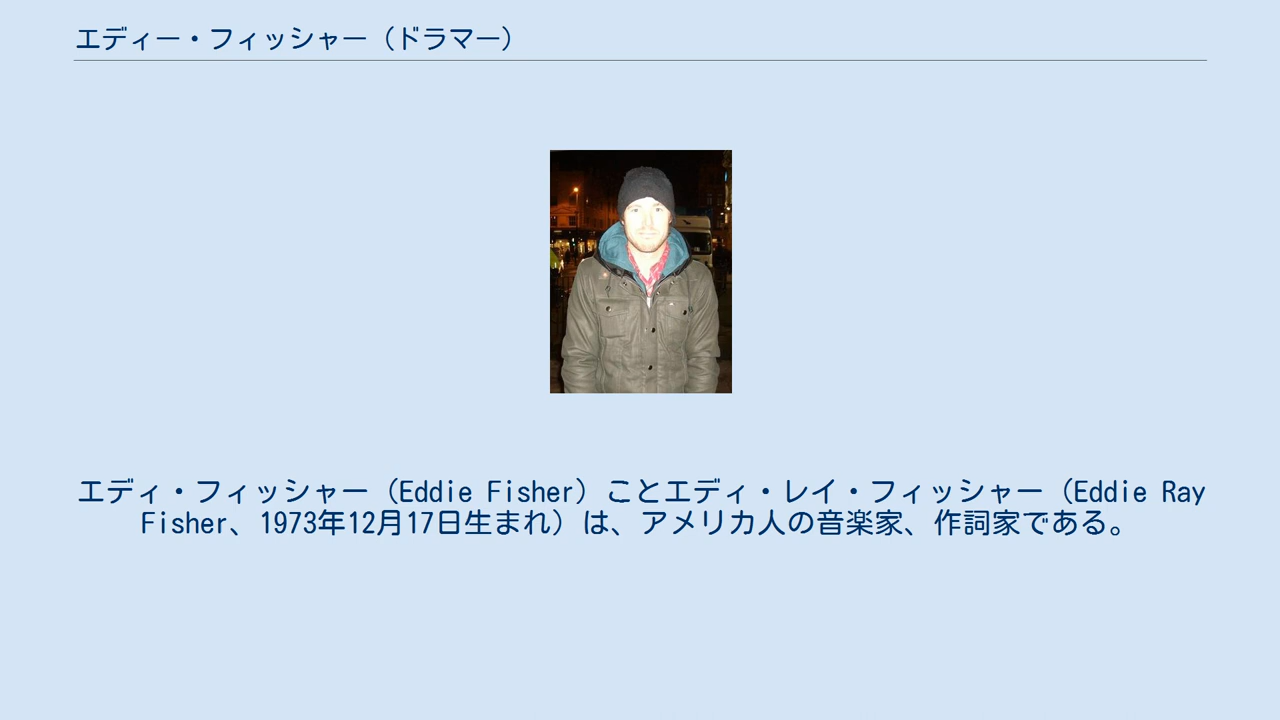 エディー・フィッシャー（ドラマー）
エディ・フィッシャー（Eddie Fisher）ことエディ・レイ・フィッシャー（Eddie Ray
Fisher、1973年12月17日生まれ）は、アメリカ人の音楽家、作詞家である。